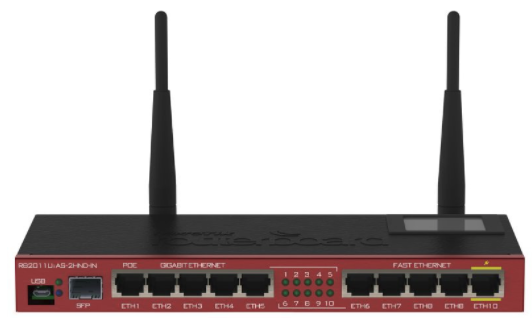 routerboard
RB2011UiAS-2HND-IN
POE
GIGABIT ETHERNET
FAST ETHERNET
USB
1 2 3 4 5
SFP
ETH1
ETH2
ETH3
ETH4
ETH5
6 7 8 9 10
ETH6
ETH7
ETH8
ETH9
ETH10